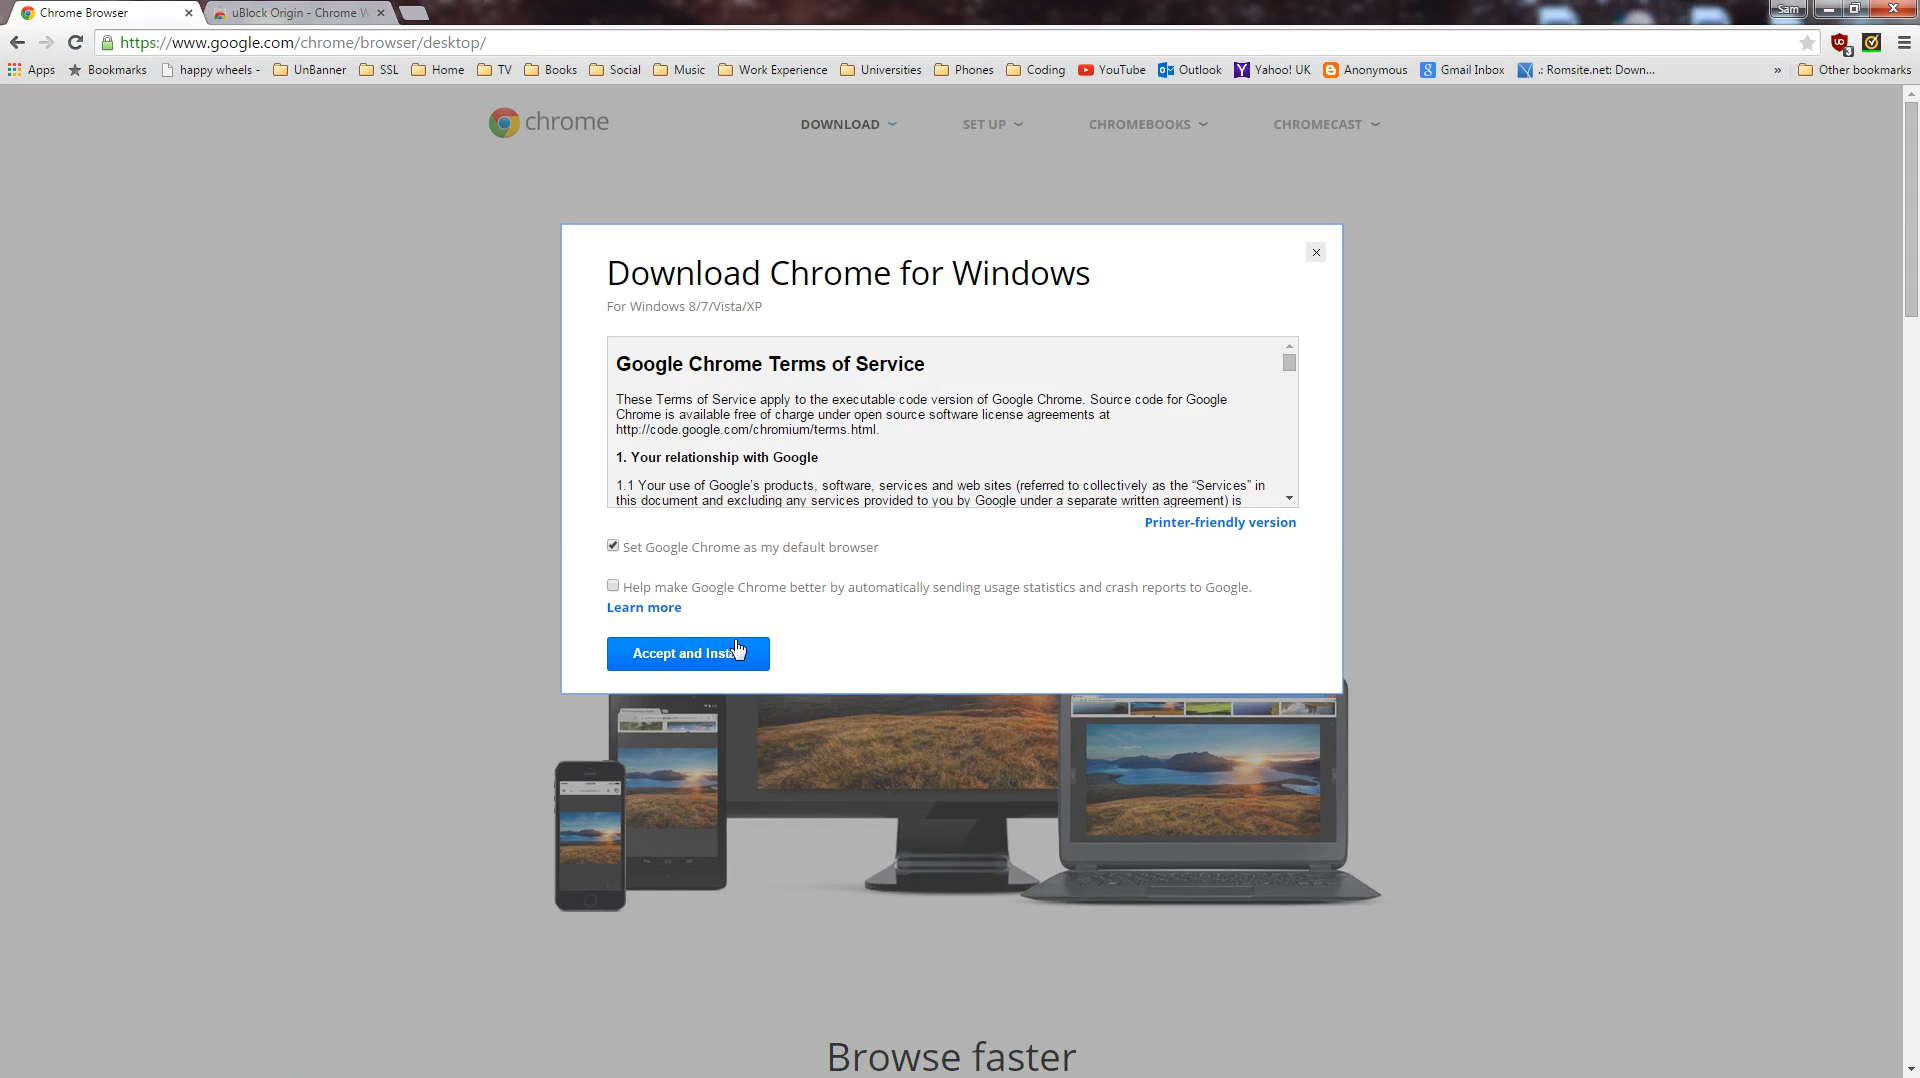 Chrome Browser
uBlock Origin - Chrome W
Sam
https://www.google.com/chrome/browser/desktop/
3
Apps
Bookmarks
happy wheels -
UnBanner
SSL
Home
TV
Books
Social
Music
Work Experience
Universities
Phones
Coding
YouTube
Outlook
Yahoo! UK
Anonymous
Gmail Inbox
.: Romsite.net: Down...
»
Other bookmarks
chrome
DOWNLOAD
SET UP
CHROMEBOOKS
CHROMECAST
Download Chrome for Windows
For Windows 8/7/Vista/XP
Google Chrome Terms of Service
These Terms of Service apply to the executable code version of Google Chrome. Source code for Google
Chrome is available free of charge under open source software license agreements at
http://code.google.com/chromium/terms.html.
1. Your relationship with Google
1.1 Your use of Google’s products, software, services and web sites (referred to collectively as the “Services” in
this document and excluding any services provided to you by Google under a separate written agreement) is
Printer-friendly version
Set Google Chrome as my default browser
Help make Google Chrome better by automatically sending usage statistics and crash reports to Google.
Learn more
Accept and Insta
Browse faster